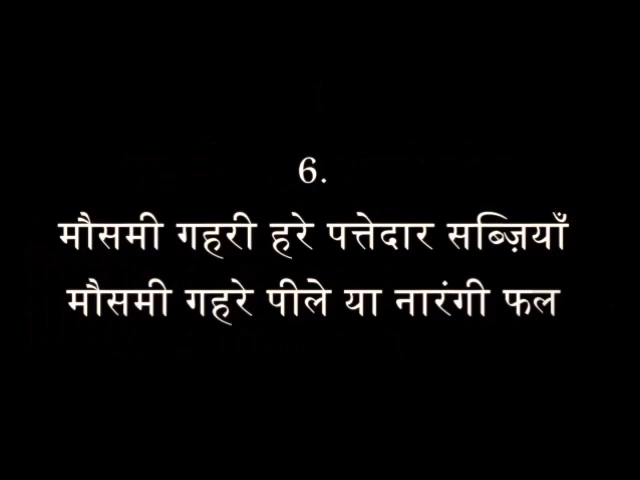 6.
मौसमी गहरी हरे पत्तेदार सब्ज़ियाँ
मौसमी गहरे पीले या नारंगी फल